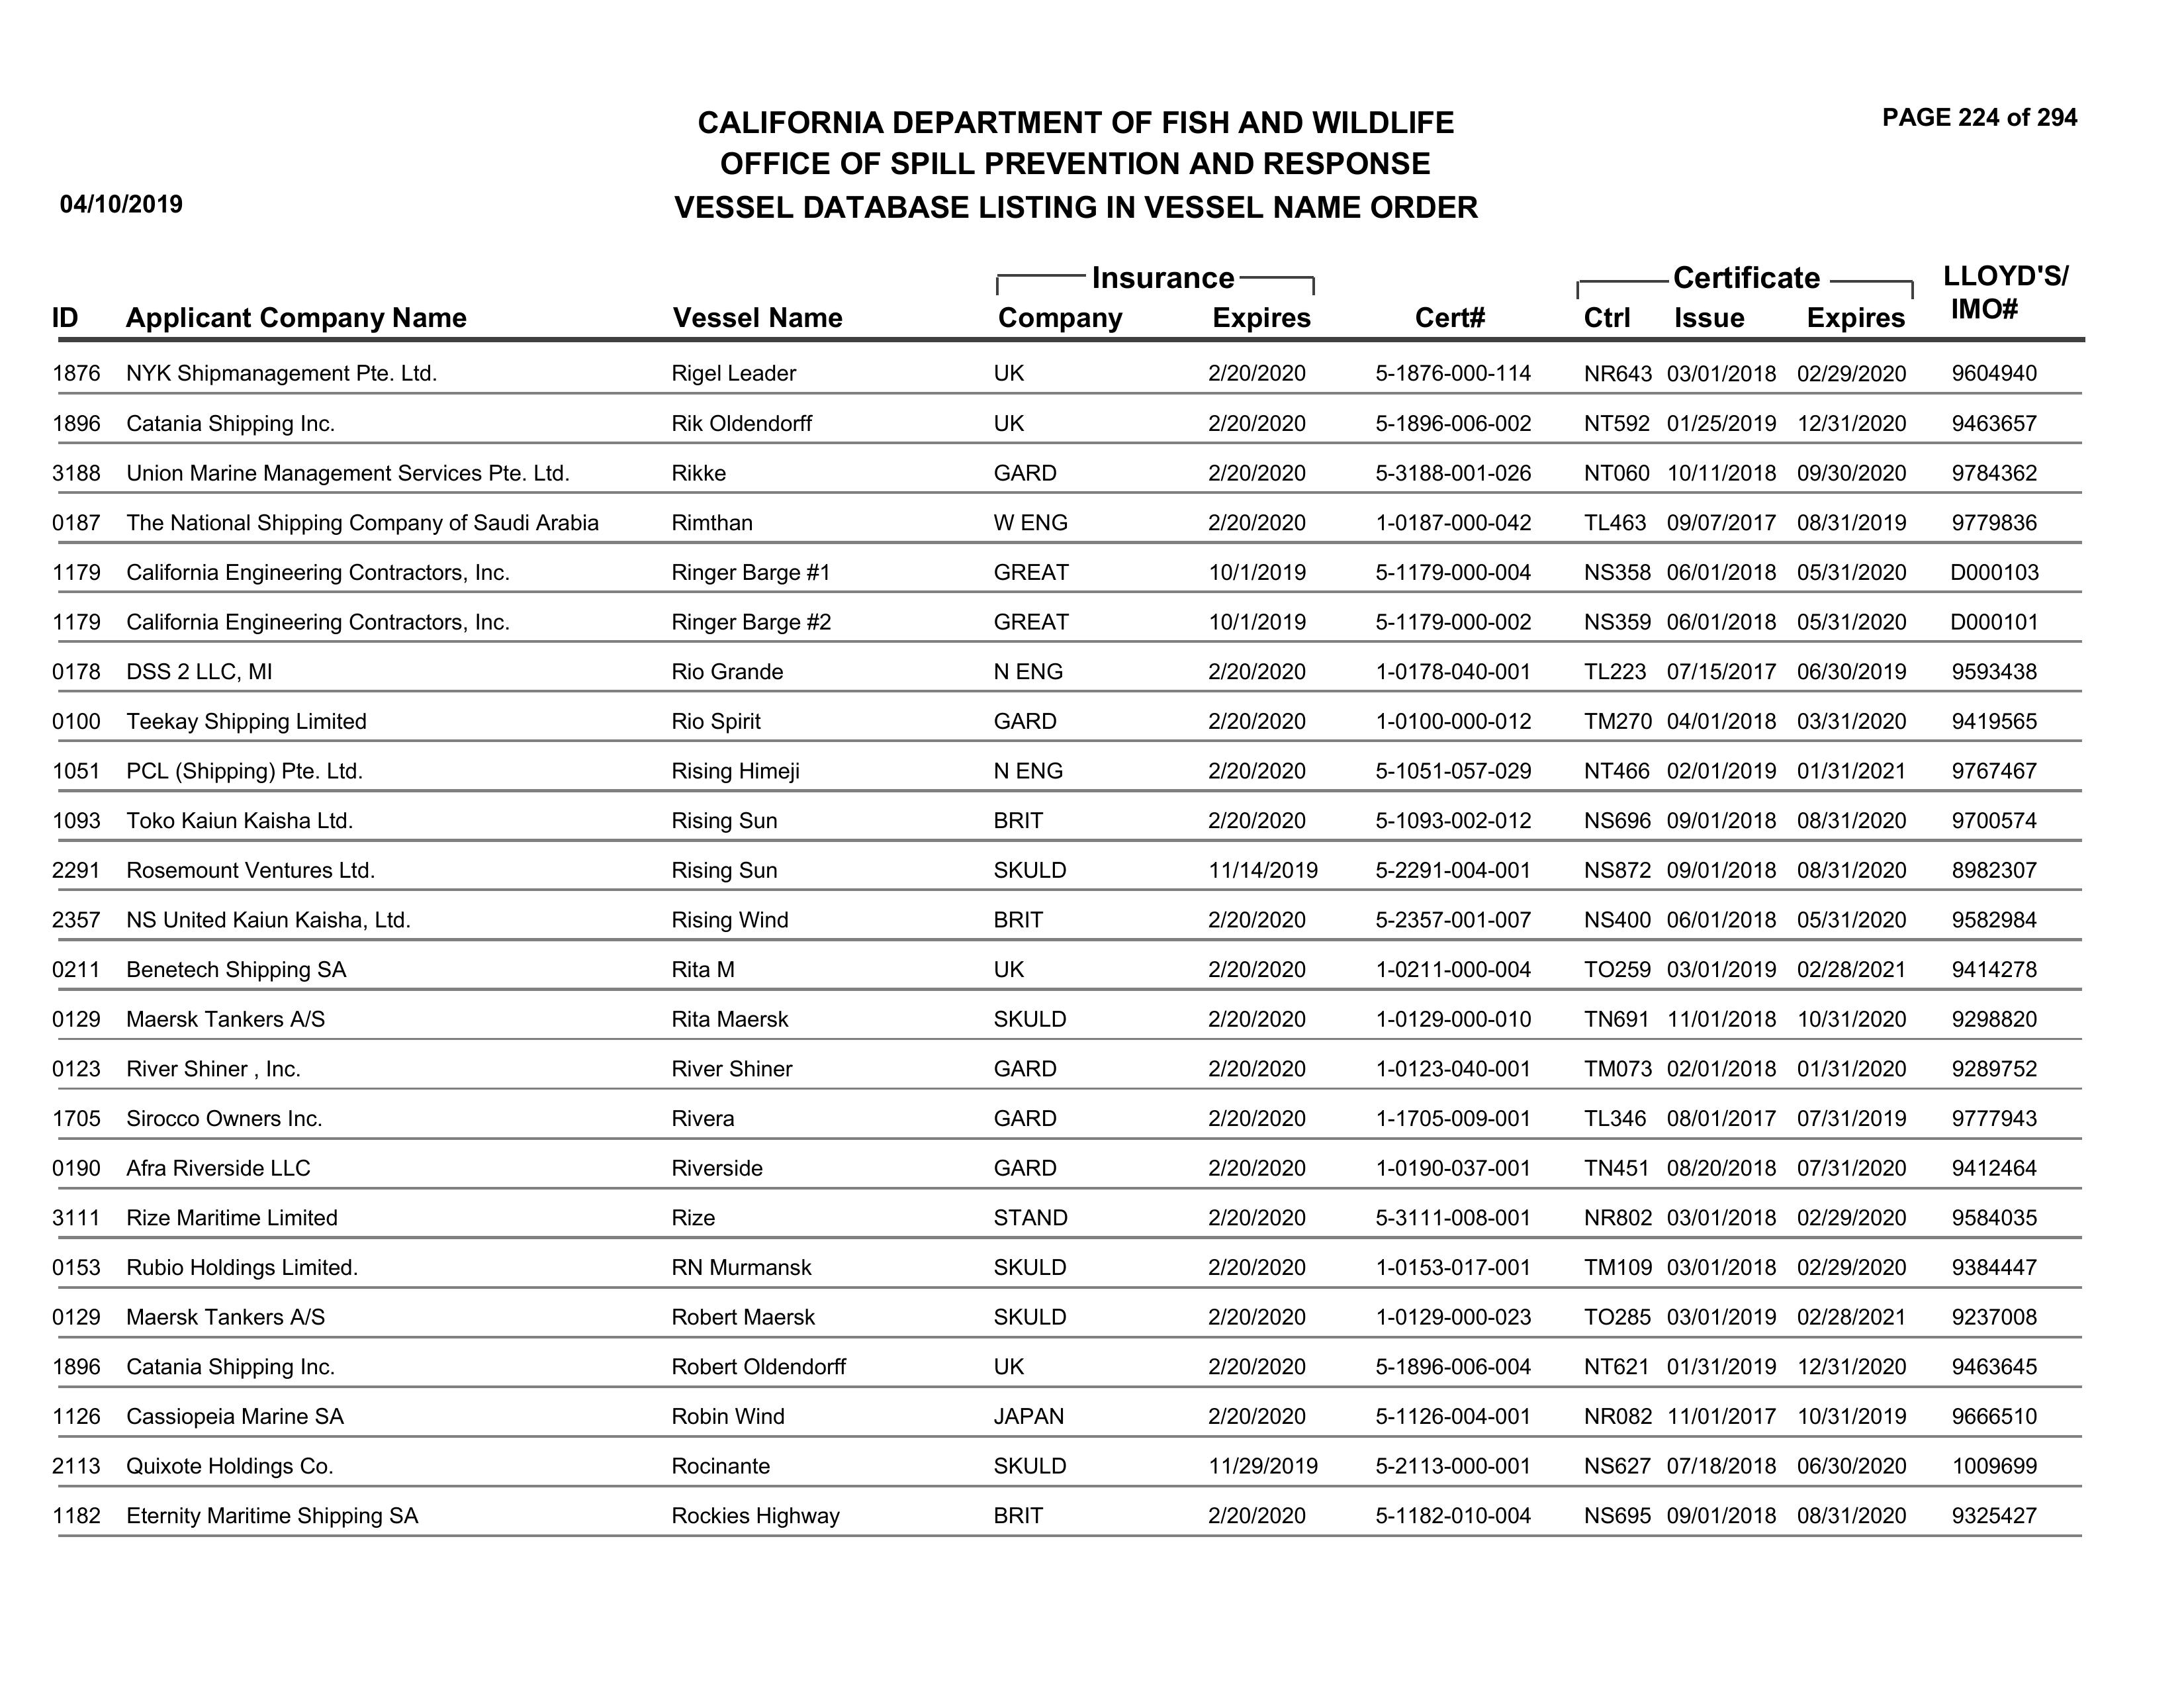 CALIFORNIA DEPARTMENT OF FISH AND WILDLIFE
PAGE 224 of 294
OFFICE OF SPILL PREVENTION AND RESPONSE
04/10/2019
VESSEL DATABASE LISTING IN VESSEL NAME ORDER
Insurance Certificate LLOYD'S/
ID Applicant Company Name Vessel Name Company Expires Cert# Ctrl Issue Expires IMO#
1876 NYK Shipmanagement Pte. Ltd. Rigel Leader UK 2/20/2020 5-1876-000-114 NR643 03/01/2018 02/29/2020 9604940
1896 Catania Shipping Inc. Rik Oldendorff UK 2/20/2020 5-1896-006-002 NT592 01/25/2019 12/31/2020 9463657
3188 Union Marine Management Services Pte. Ltd. Rikke GARD 2/20/2020 5-3188-001-026 NT060 10/11/2018 09/30/2020 9784362
0187 The National Shipping Company of Saudi Arabia Rimthan W ENG 2/20/2020 1-0187-000-042 TL463 09/07/2017 08/31/2019 9779836
1179 California Engineering Contractors, Inc. Ringer Barge #1 GREAT 10/1/2019 5-1179-000-004 NS358 06/01/2018 05/31/2020 D000103
1179 California Engineering Contractors, Inc. Ringer Barge #2 GREAT 10/1/2019 5-1179-000-002 NS359 06/01/2018 05/31/2020 D000101
0178 DSS 2 LLC, MI Rio Grande N ENG 2/20/2020 1-0178-040-001 TL223 07/15/2017 06/30/2019 9593438
0100 Teekay Shipping Limited Rio Spirit GARD 2/20/2020 1-0100-000-012 TM270 04/01/2018 03/31/2020 9419565
1051 PCL (Shipping) Pte. Ltd. Rising Himeji N ENG 2/20/2020 5-1051-057-029 NT466 02/01/2019 01/31/2021 9767467
1093 Toko Kaiun Kaisha Ltd. Rising Sun BRIT 2/20/2020 5-1093-002-012 NS696 09/01/2018 08/31/2020 9700574
2291 Rosemount Ventures Ltd. Rising Sun SKULD 11/14/2019 5-2291-004-001 NS872 09/01/2018 08/31/2020 8982307
2357 NS United Kaiun Kaisha, Ltd. Rising Wind BRIT 2/20/2020 5-2357-001-007 NS400 06/01/2018 05/31/2020 9582984
0211 Benetech Shipping SA Rita M UK 2/20/2020 1-0211-000-004 TO259 03/01/2019 02/28/2021 9414278
0129 Maersk Tankers A/S Rita Maersk SKULD 2/20/2020 1-0129-000-010 TN691 11/01/2018 10/31/2020 9298820
0123 River Shiner , Inc. River Shiner GARD 2/20/2020 1-0123-040-001 TM073 02/01/2018 01/31/2020 9289752
1705 Sirocco Owners Inc. Rivera GARD 2/20/2020 1-1705-009-001 TL346 08/01/2017 07/31/2019 9777943
0190 Afra Riverside LLC Riverside GARD 2/20/2020 1-0190-037-001 TN451 08/20/2018 07/31/2020 9412464
3111 Rize Maritime Limited Rize STAND 2/20/2020 5-3111-008-001 NR802 03/01/2018 02/29/2020 9584035
0153 Rubio Holdings Limited. RN Murmansk SKULD 2/20/2020 1-0153-017-001 TM109 03/01/2018 02/29/2020 9384447
0129 Maersk Tankers A/S Robert Maersk SKULD 2/20/2020 1-0129-000-023 TO285 03/01/2019 02/28/2021 9237008
1896 Catania Shipping Inc. Robert Oldendorff UK 2/20/2020 5-1896-006-004 NT621 01/31/2019 12/31/2020 9463645
1126 Cassiopeia Marine SA Robin Wind JAPAN 2/20/2020 5-1126-004-001 NR082 11/01/2017 10/31/2019 9666510
2113 Quixote Holdings Co. Rocinante SKULD 11/29/2019 5-2113-000-001 NS627 07/18/2018 06/30/2020 1009699
1182 Eternity Maritime Shipping SA Rockies Highway BRIT 2/20/2020 5-1182-010-004 NS695 09/01/2018 08/31/2020 9325427